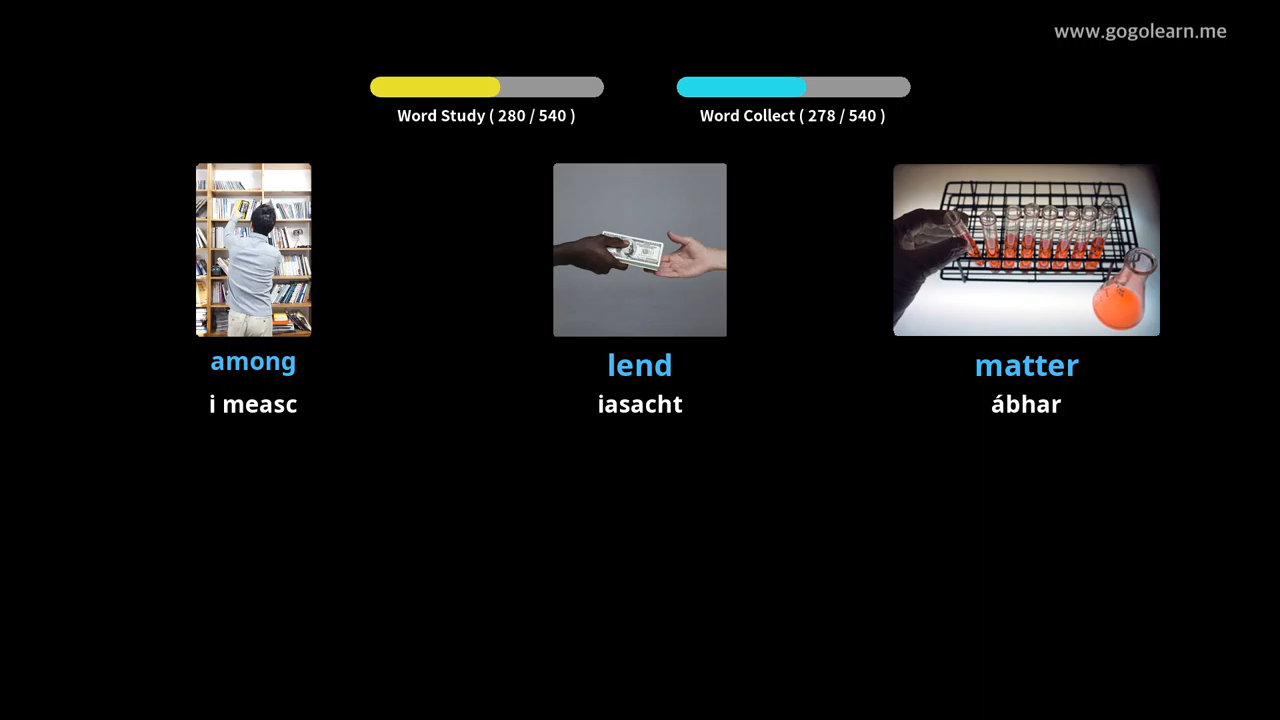 www.gogolearn.me
Word Study ( 280 / 540 )
Word Collect ( 278 / 540 )
among
lend
matter
i measc
iasacht
ábhar